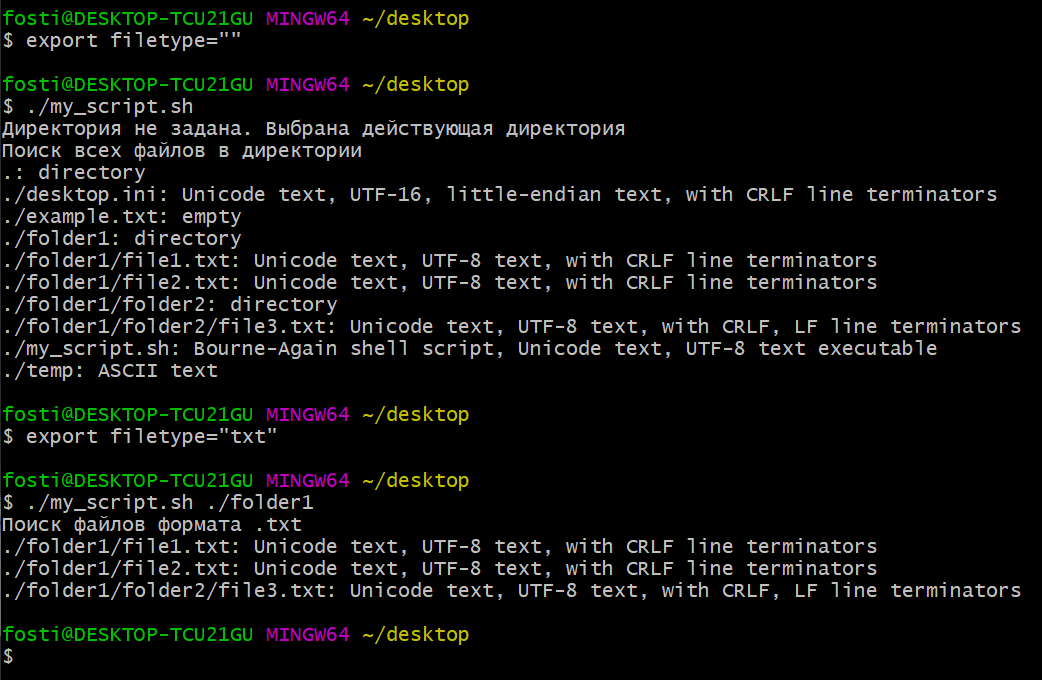 fosti@DESKTOP-TCU21GU MINGW64 ~/desktop
$ export filetype=""
fosti@DESKTOP-TCU21GU MINGW64 ~/desktop
$ ./my_script.sh
Директория не задана. Выбрана действующая директория
Поиск всех файлов в директории
.: directory
./desktop.ini: Unicode text, UTF-16, little-endian text, with CRLF line terminators
./example.txt: empty
./folder1: directory
./folder1/file1.txt: Unicode text, UTF-8 text, with CRLF line terminators
./folder1/file2.txt: Unicode text, UTF-8 text, with CRLF line terminators
./folder1/folder2: directory
./folder1/folder2/file3.txt: Unicode text, UTF-8 text, with CRLF, LF line terminators
./my_script.sh: Bourne-Again shell script, Unicode text, UTF-8 text executable
./temp: ASCII text
fosti@DESKTOP-TCU21GU MINGW64 ~/desktop
$ export filetype="txt"
fosti@DESKTOP-TCU21GU MINGW64 ~/desktop
$ ./my_script.sh ./folder1
Поиск файлов формата .txt
./folder1/file1.txt: Unicode text, UTF-8 text, with CRLF line terminators
./folder1/file2.txt: Unicode text, UTF-8 text, with CRLF line terminators
./folder1/folder2/file3.txt: Unicode text, UTF-8 text, with CRLF, LF line terminators
fosti@DESKTOP-TCU21GU MINGW64 ~/desktop
$